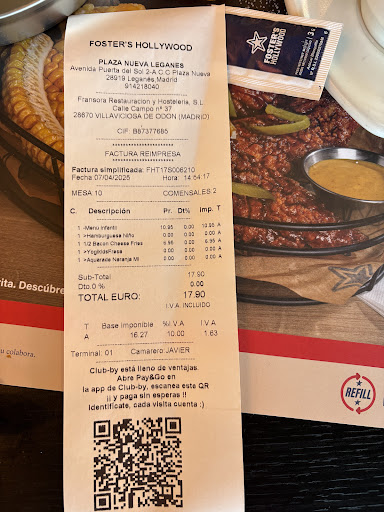 FOSTER'S HOLLYWOOD
PLAZA NUEVA LEGANES
Avenida Puerta del Sol 2-A C.C Plaza Nueva
28919 Leganés,Madrid
914218040
Fransora Restauracion y Hosteleria, S.L
Calle Campo nº 37
28670 VILLAVICIOSA DE ODON (MADRID)
CIF: B87377685
********************
FACTURA REIMPRESA
********************
Factura simplificada: FHT17S006210
Fecha 07/04/2025 Hora: 14:54:17
MESA 10 COMENSALES 2
C. Descripción Pr. Dt% Imp. T
1 -Menu Infantil 10.95 0.00 10.95 A
1 >Hamburguesa Niño 0.00 0.00 0.00 A
1 1/2 Bacon Cheese Fries 6.95 0.00 6.95 A
1 >YogikidsFresa 0.00 0.00 0.00 A
1 >Aquarade Naranja Ml 0.00 0.00 0.00 A
Sub-Total 17.90
Dto.0 % 0.00
TOTAL EURO: 17.90
I.V.A. INCLUIDO
T Base Imponible %I.V.A I.V.A
A 16.27 10.00 1.63
Terminal: 01 Camarero:JAVIER
Club-by está lleno de ventajas.
Abre Pay&Go en
la app de Club-by, escanea este QR
¡¡ y paga sin esperas !!
Identifícate, cada visita cuenta :)
FOSTER'S
HOLLYWOOD
rita. Descúbre
u colabora.
REFILL